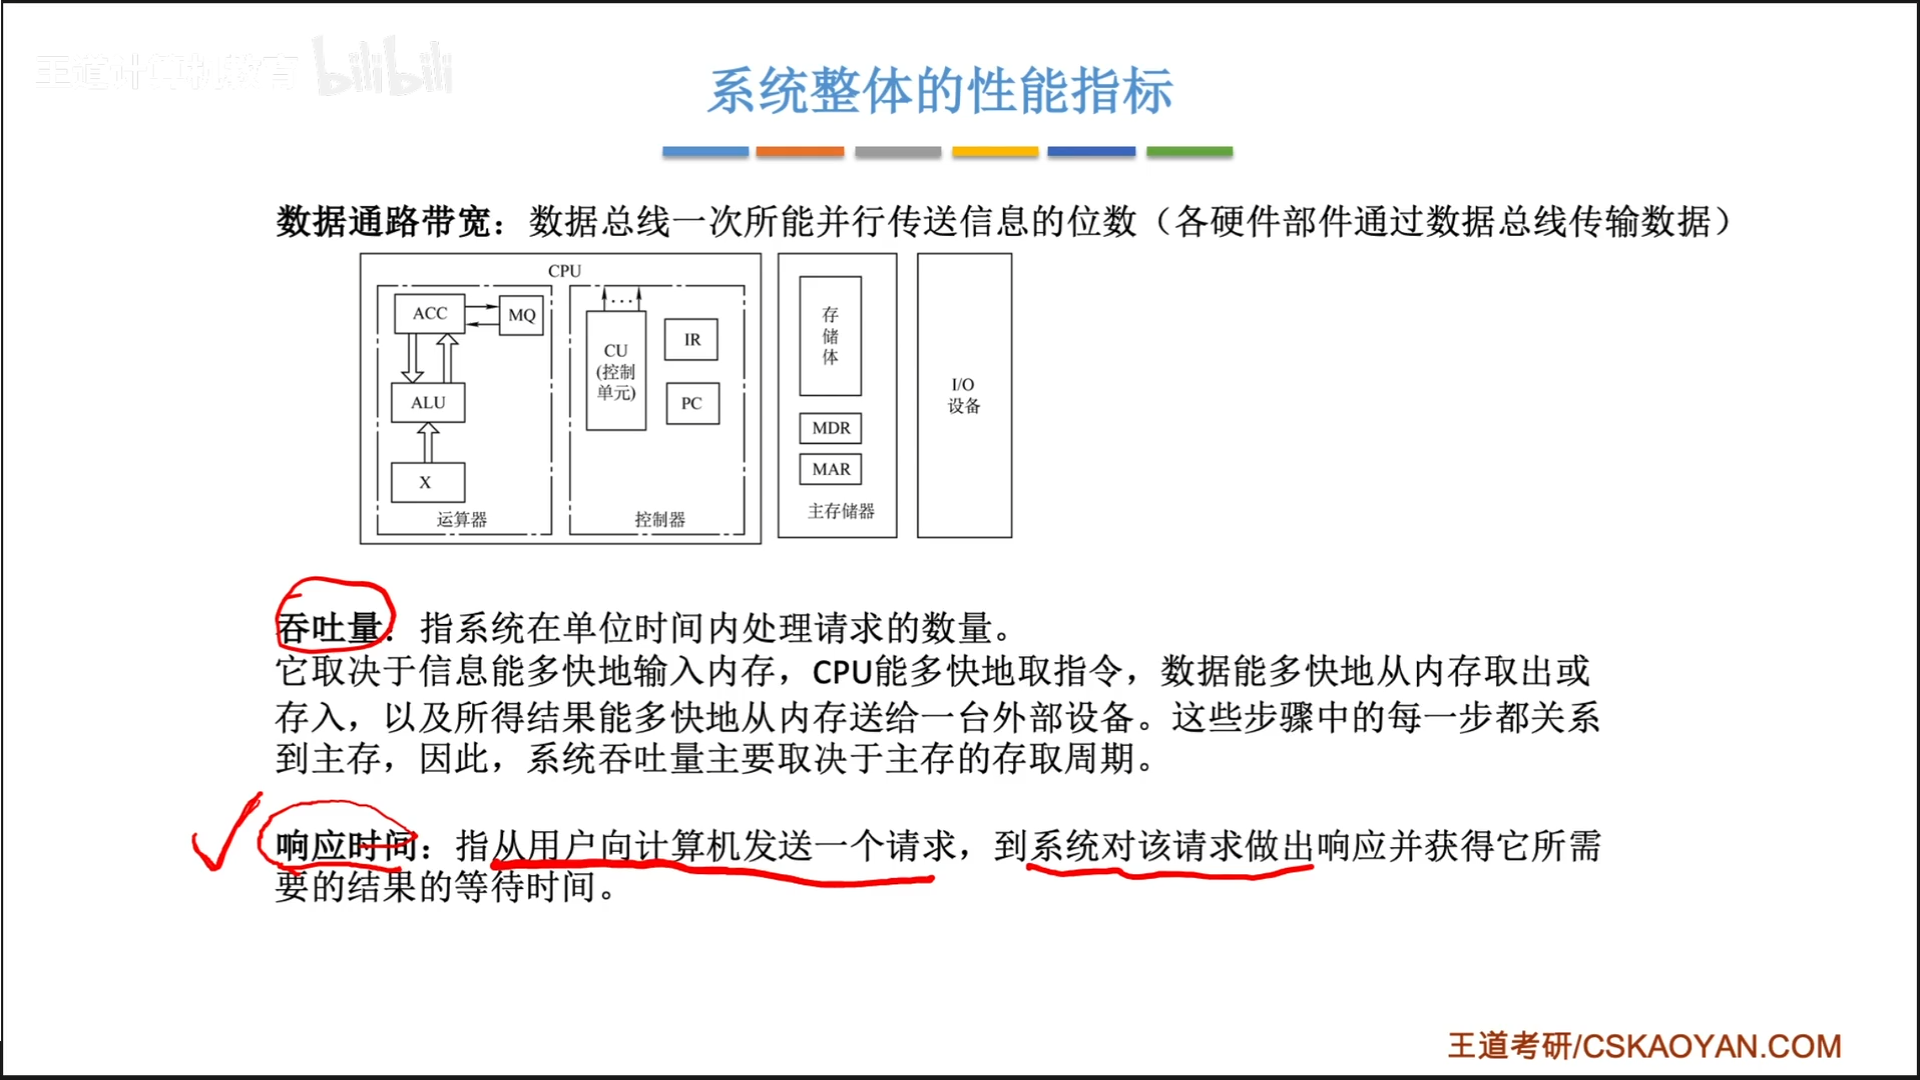 王道计算机教育 bilibili
系统整体的性能指标
数据通路带宽：数据总线一次所能并行传送信息的位数（各硬件部件通过数据总线传输数据）
CPU
ACC
MQ
ALU
X
运算器
...
CU
(控制
单元)
IR
PC
控制器
存
储
体
MDR
MAR
主存储器
I/O
设备
吞吐量：指系统在单位时间内处理请求的数量。
它取决于信息能多快地输入内存，CPU能多快地取指令，数据能多快地从内存取出或
存入，以及所得结果能多快地从内存送给一台外部设备。这些步骤中的每一步都关系
到主存，因此，系统吞吐量主要取决于主存的存取周期。
响应时间：指从用户向计算机发送一个请求，到系统对该请求做出响应并获得它所需
要的结果的等待时间。
王道考研/CSKAOYAN.COM